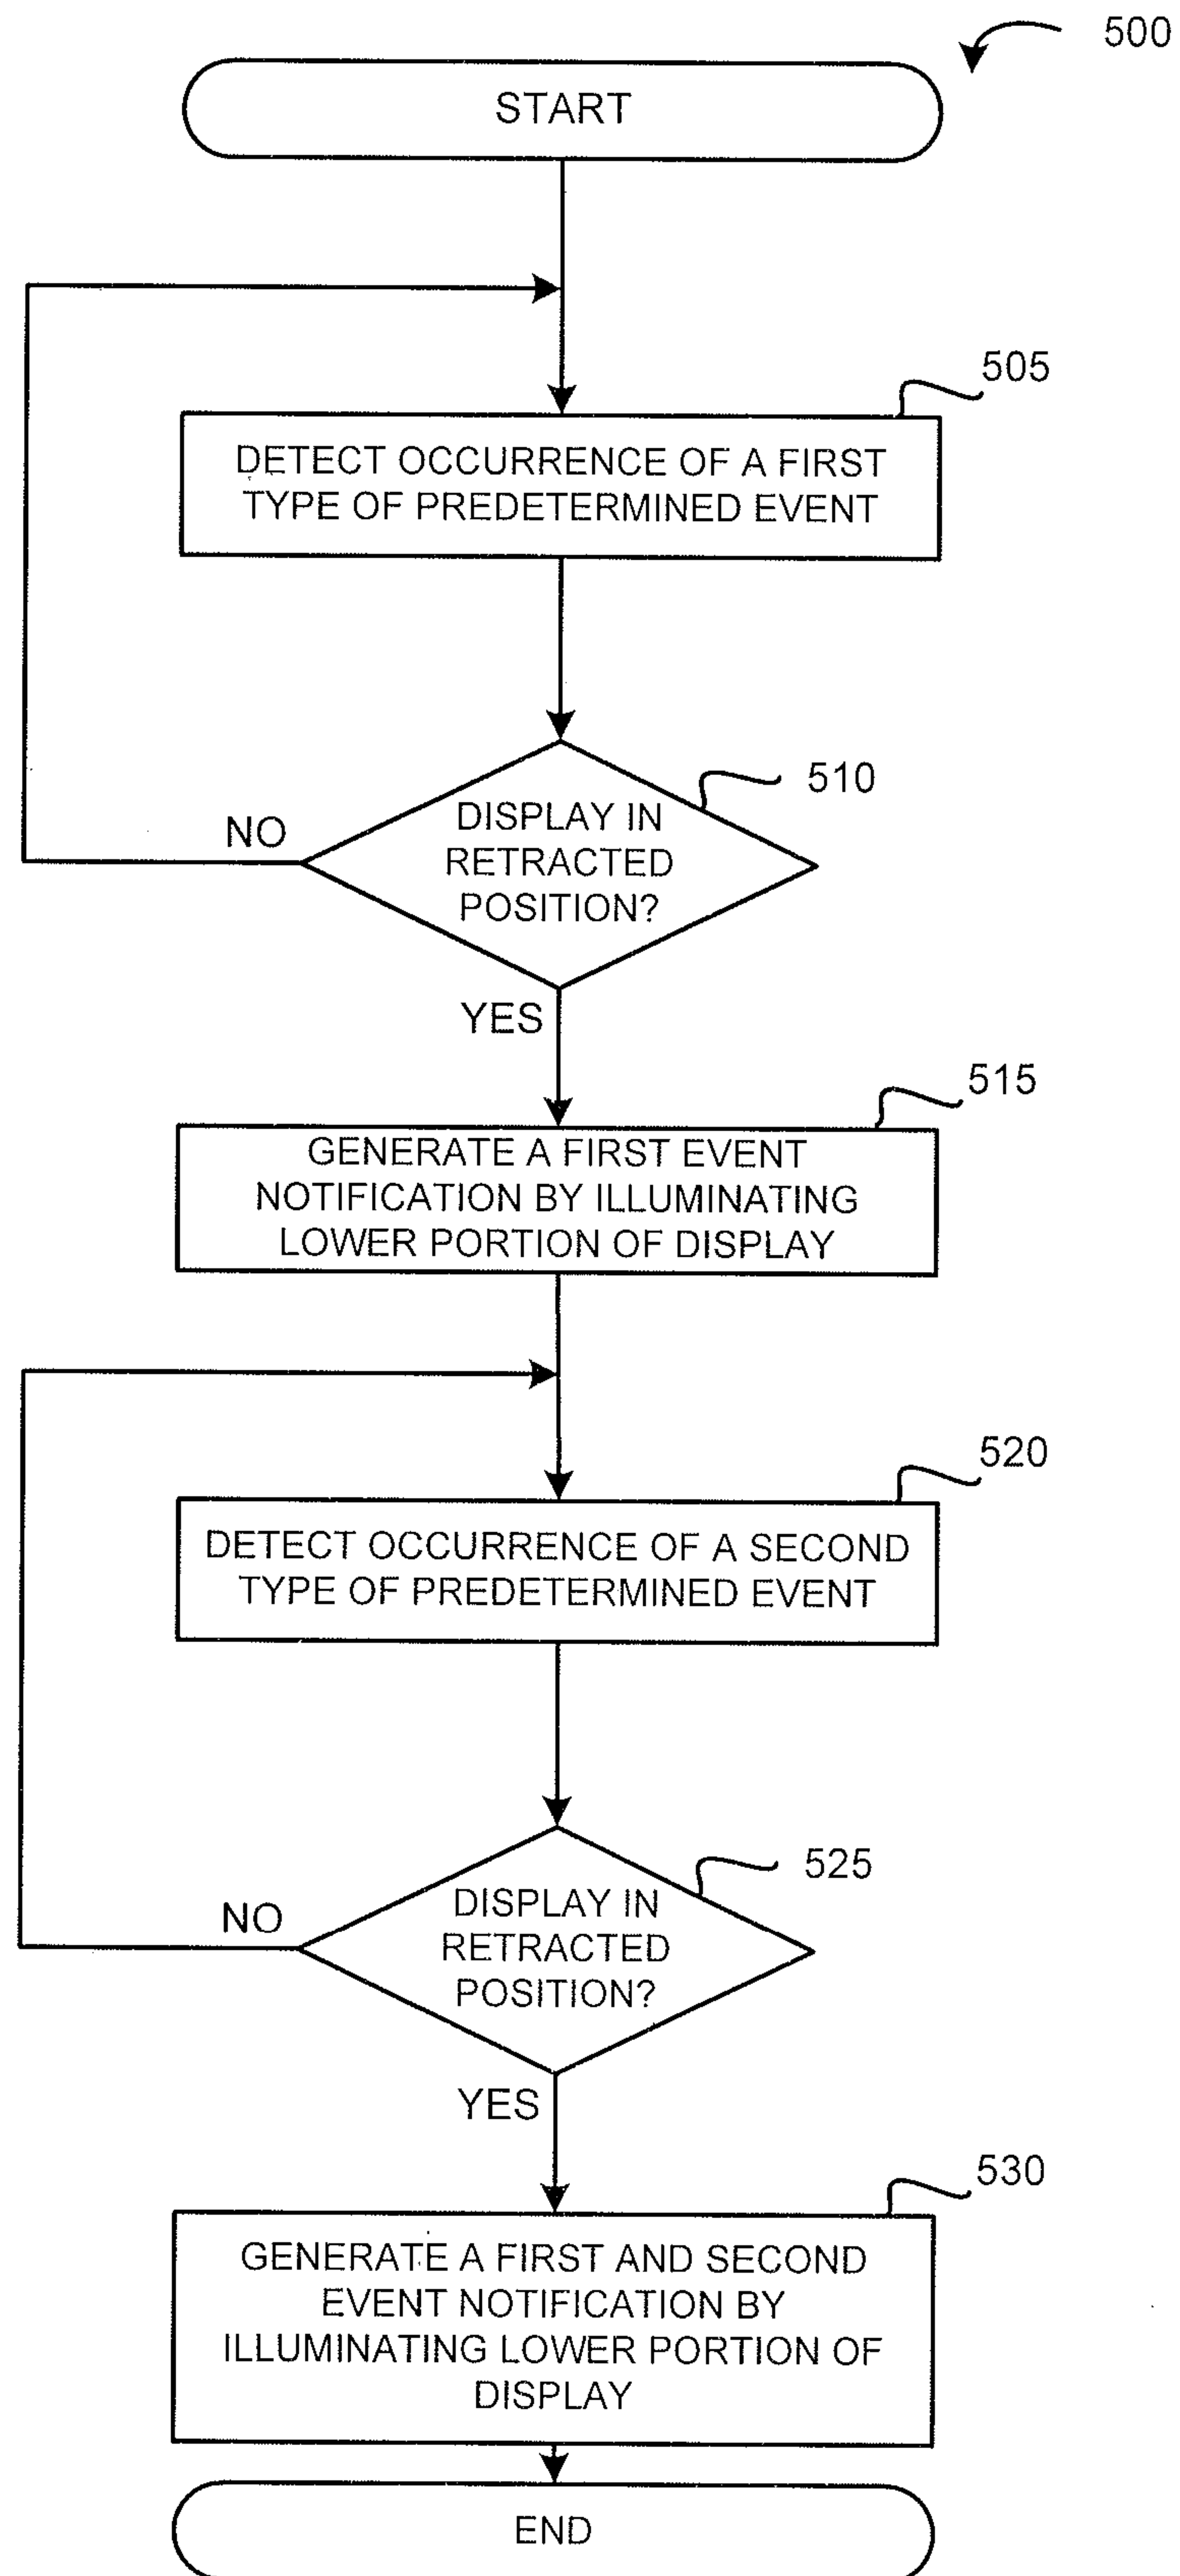 500
START
505
DETECT OCCURRENCE OF A FIRST
TYPE OF PREDETERMINED EVENT
510
DISPLAY IN
RETRACTED
POSITION?
NO
YES
515
GENERATE A FIRST EVENT
NOTIFICATION BY ILLUMINATING
LOWER PORTION OF DISPLAY
520
DETECT OCCURRENCE OF A SECOND
TYPE OF PREDETERMINED EVENT
525
DISPLAY IN
RETRACTED
POSITION?
NO
YES
530
GENERATE A FIRST AND SECOND
EVENT NOTIFICATION BY
ILLUMINATING LOWER PORTION OF
DISPLAY
END